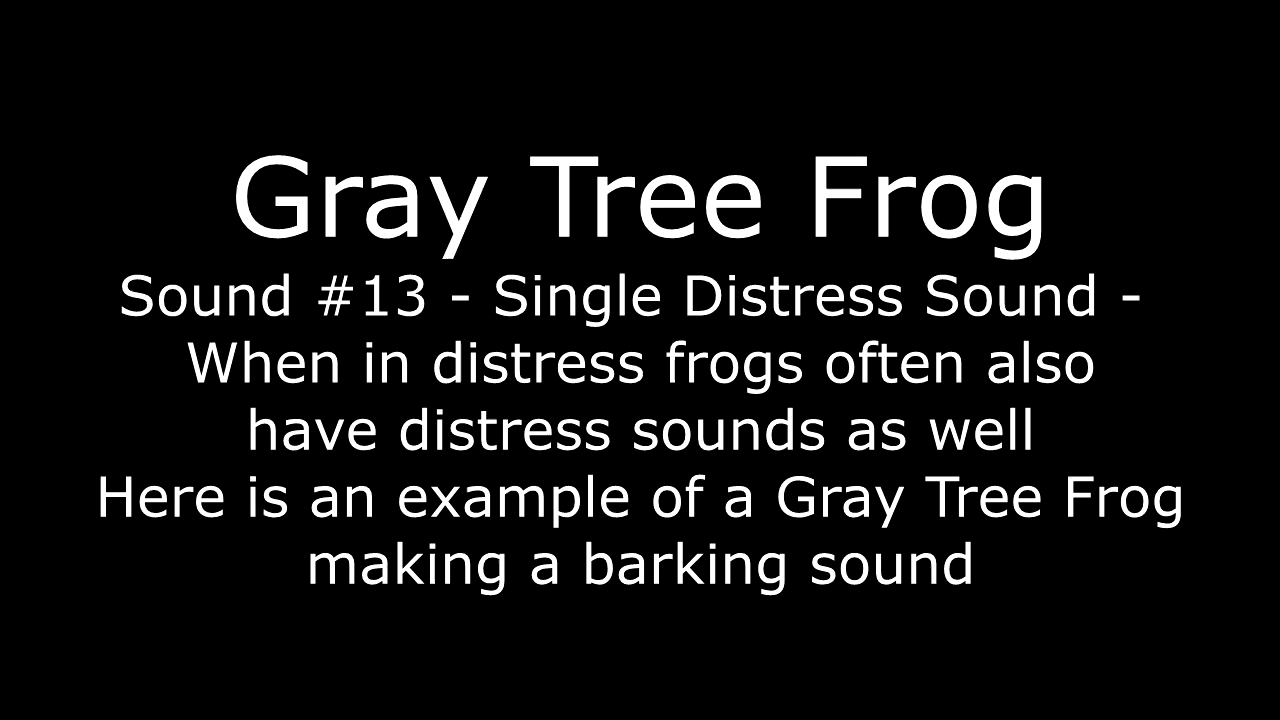 Gray Tree Frog
Sound #13 - Single Distress Sound -
When in distress frogs often also
have distress sounds as well
Here is an example of a Gray Tree Frog
making a barking sound